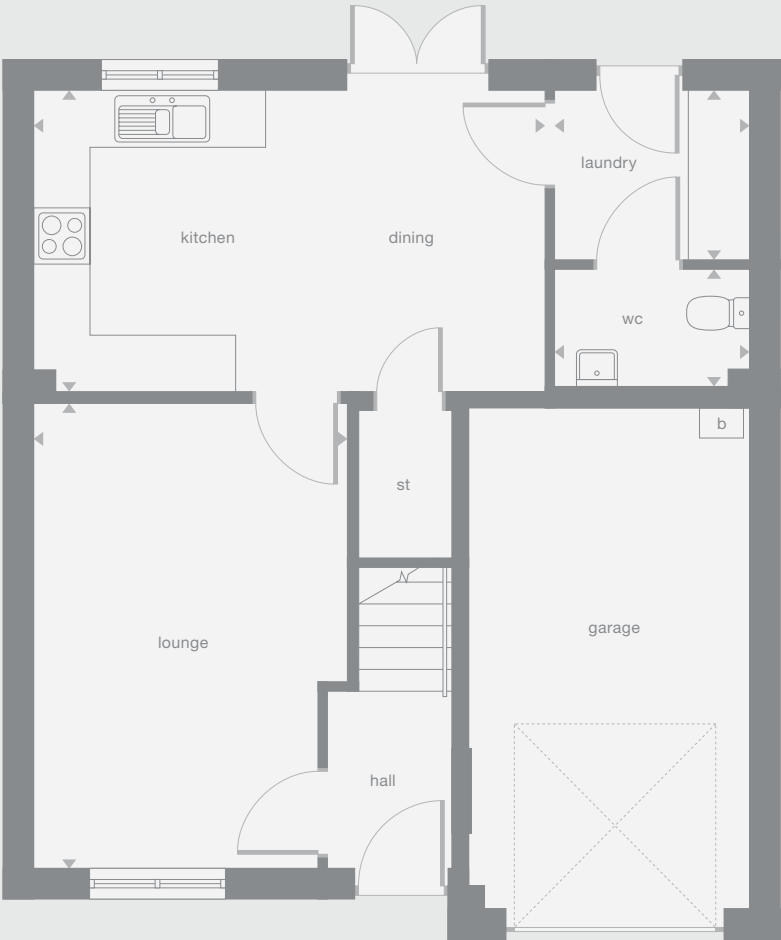 laundry
kitchen
dining
wc
b
st
garage
lounge
hall